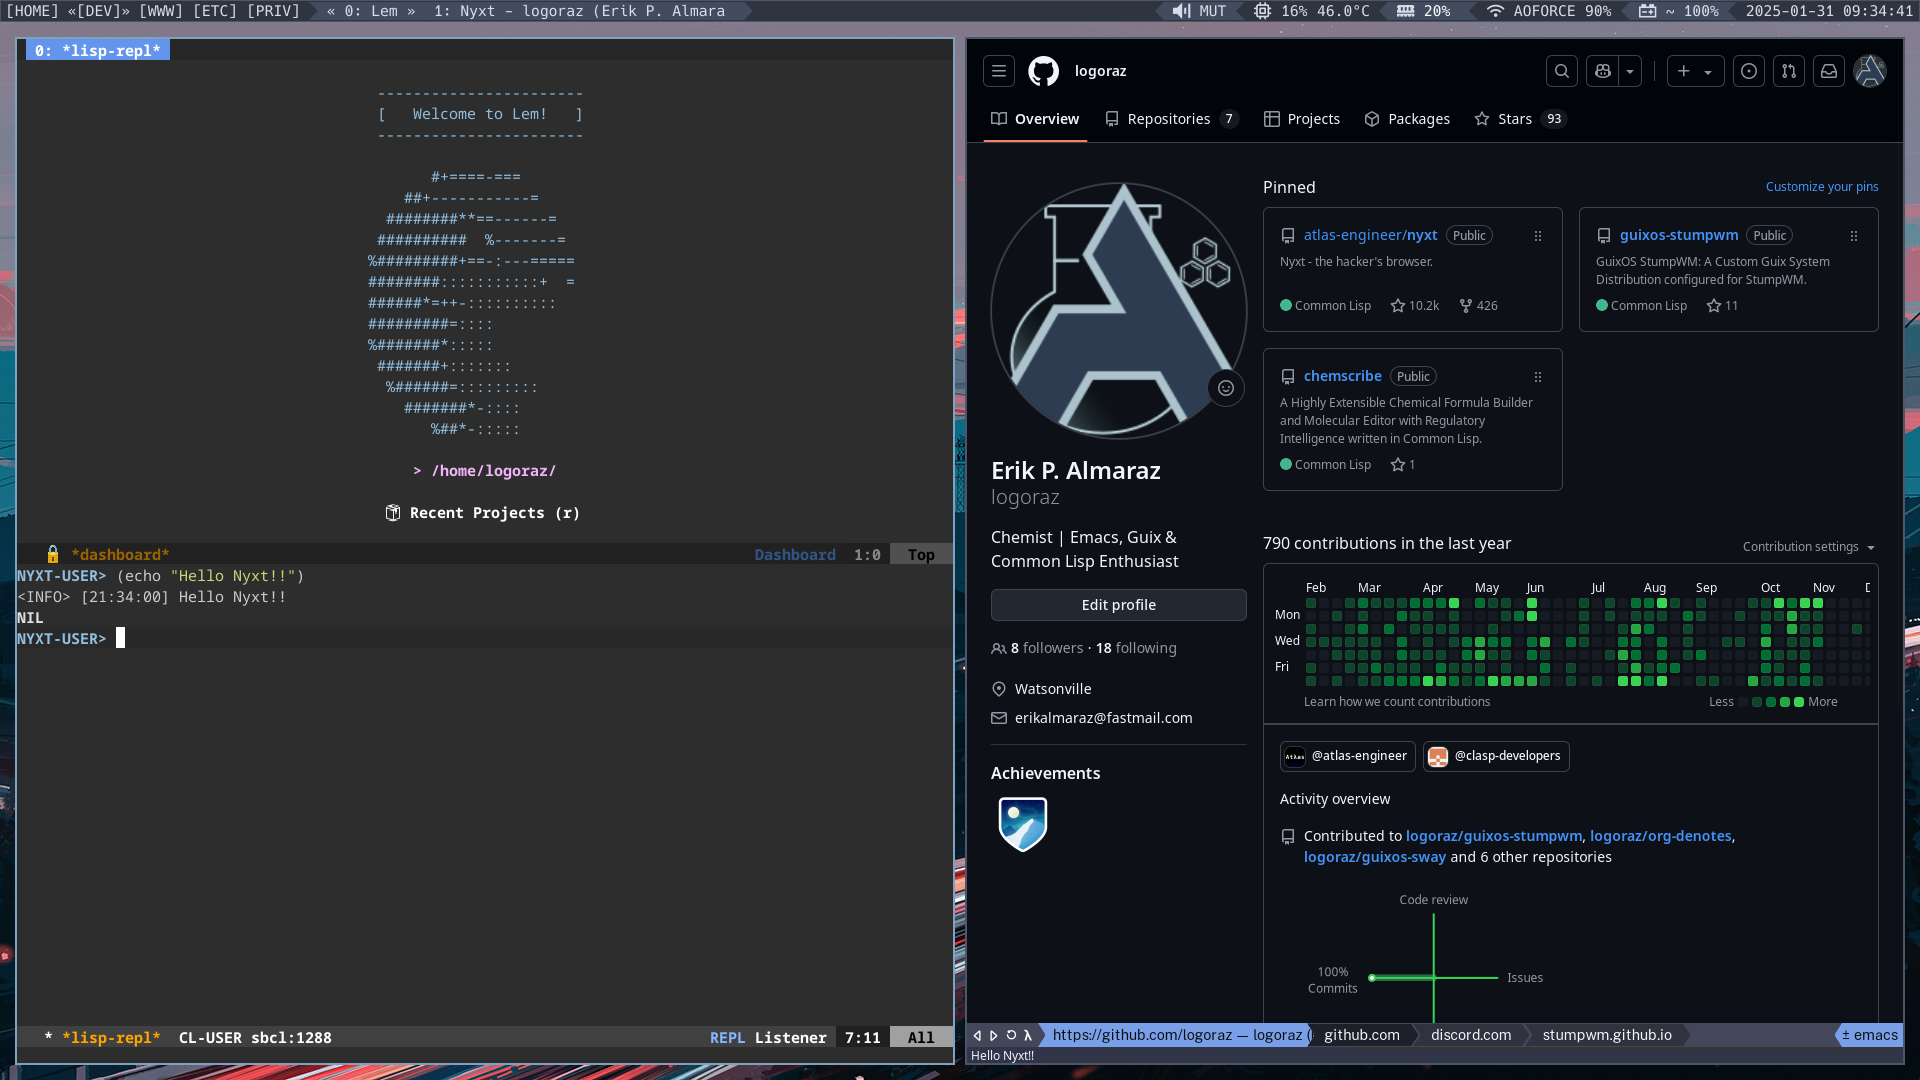 [HOME] «[DEV]» [WWW] [ETC] [PRIV] « 0: Lem » 1: Nyxt - logoraz (Erik P. Almara
MUT 16% 46.0°C 20% AOFORCE 90% ~ 100% 2025-01-31 09:34:41
0: *lisp-repl*
-----------------------
[   Welcome to Lem!   ]
-----------------------
#+====-===
##+-----------=
########**==------=
##########  %-------=
%#########+==-:---=====
########:::::::::::+  =
######*=++-::::::::::
#########=::::
%#######*:::::
#######+:::::::
%######=:::::::::
#######*-::::
%##*-:::::
> /home/logoraz/
Recent Projects (r)
*dashboard* Dashboard 1:0 Top
NYXT-USER> (echo "Hello Nyxt!!")
<INFO> [21:34:00] Hello Nyxt!!
NIL
NYXT-USER>
* *lisp-repl* CL-USER sbcl:1288 REPL Listener 7:11 All
logoraz
Overview Repositories 7 Projects Packages Stars 93
Erik P. Almaraz
logoraz
Chemist | Emacs, Guix &
Common Lisp Enthusiast
Edit profile
8 followers · 18 following
Watsonville
erikalmaraz@fastmail.com
Achievements
Pinned Customize your pins
atlas-engineer/nyxt Public
Nyxt - the hacker's browser.
Common Lisp 10.2k 426
guixos-stumpwm Public
GuixOS StumpWM: A Custom Guix System
Distribution configured for StumpWM.
Common Lisp 11
chemscribe Public
A Highly Extensible Chemical Formula Builder
and Molecular Editor with Regulatory
Intelligence written in Common Lisp.
Common Lisp 1
790 contributions in the last year Contribution settings
Feb Mar Apr May Jun Jul Aug Sep Oct Nov D
Mon
Wed
Fri
Learn how we count contributions Less More
Atlas @atlas-engineer @clasp-developers
Activity overview
Contributed to logoraz/guixos-stumpwm, logoraz/org-denotes,
logoraz/guixos-sway and 6 other repositories
Code review
100%
Commits
Issues
λ https://github.com/logoraz — logoraz ( github.com discord.com stumpwm.github.io ± emacs
Hello Nyxt!!